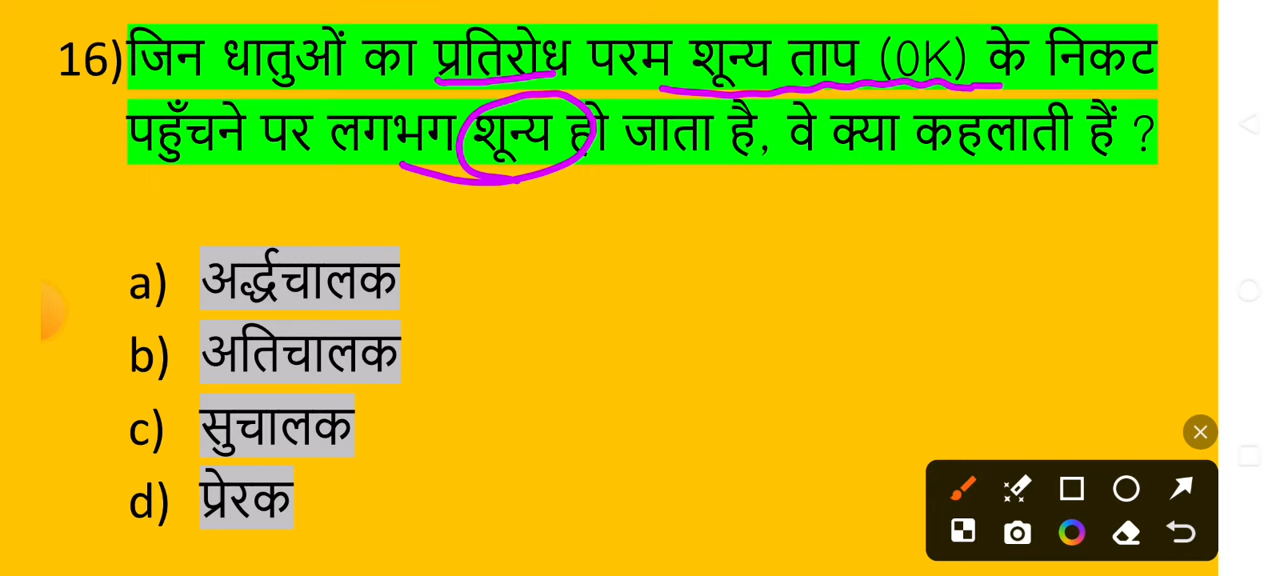 16) जिन धातुओं का प्रतिरोध परम शून्य ताप (0K) के निकट
पहुँचने पर लगभग शून्य हो जाता है, वे क्या कहलाती हैं ?
a) अर्द्धचालक
b) अतिचालक
c) सुचालक
d) प्रेरक